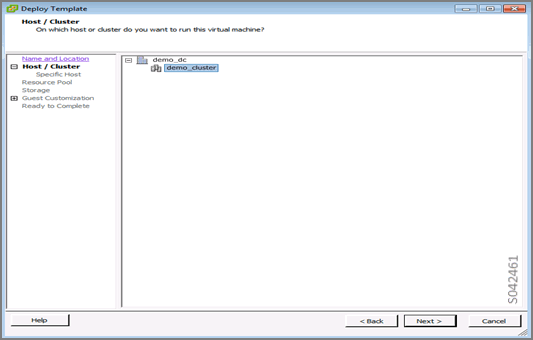 Deploy Template
Host / Cluster
On which host or cluster do you want to run this virtual machine?
Name and Location
Host / Cluster
Specific Host
Resource Pool
Storage
Guest Customization
Ready to Complete
demo_dc
demo_cluster
S042461
Help
< Back
Next >
Cancel